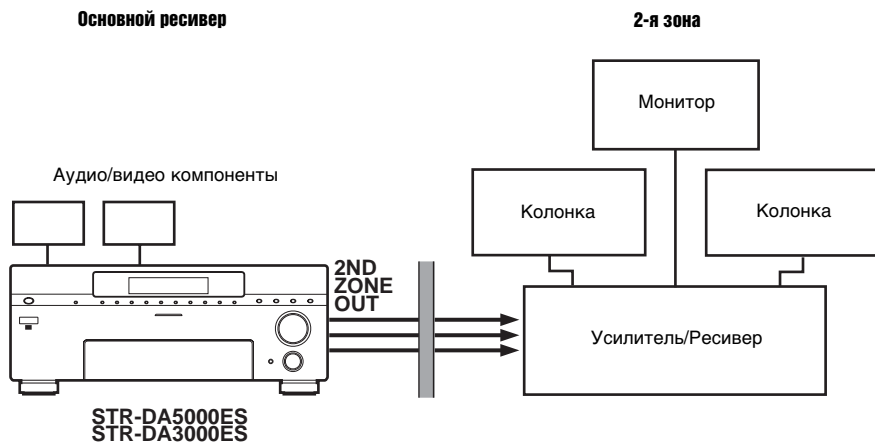 Основной ресивер
2-я зона
Монитор
Аудио/видео компоненты
Колонка
Колонка
2ND
ZONE
OUT
Усилитель/Ресивер
STR-DA5000ES
STR-DA3000ES